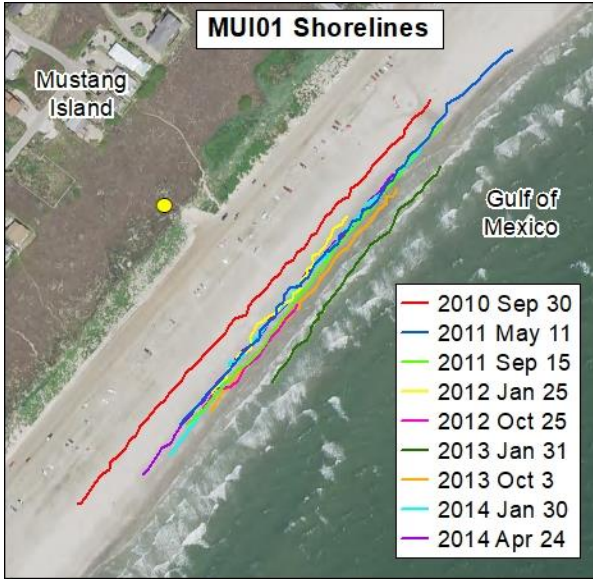 MUI01 Shorelines
Mustang
Island
Gulf of
Mexico
2010 Sep 30
2011 May 11
2011 Sep 15
2012 Jan 25
2012 Oct 25
2013 Jan 31
2013 Oct 3
2014 Jan 30
2014 Apr 24